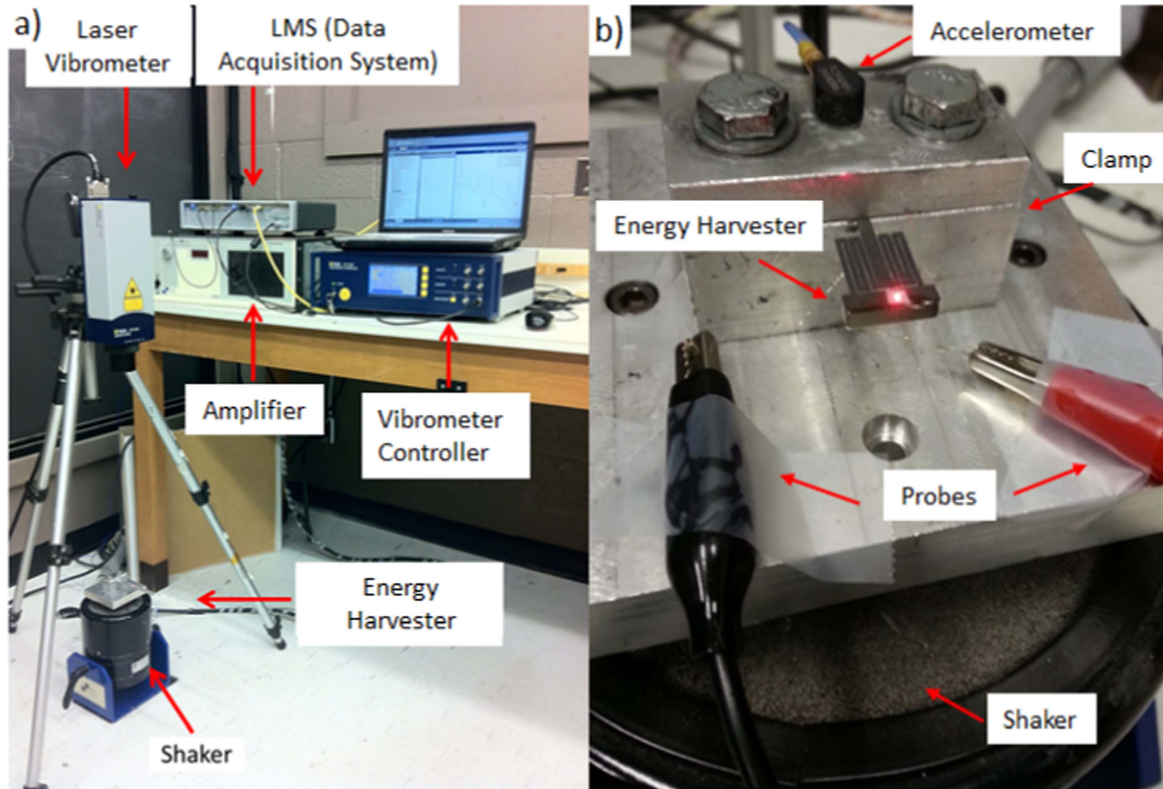 a)
Laser
Vibrometer
LMS (Data
Acquisition System)
Amplifier
Vibrometer
Controller
Energy
Harvester
Shaker
b)
Accelerometer
Clamp
Energy Harvester
Probes
Shaker